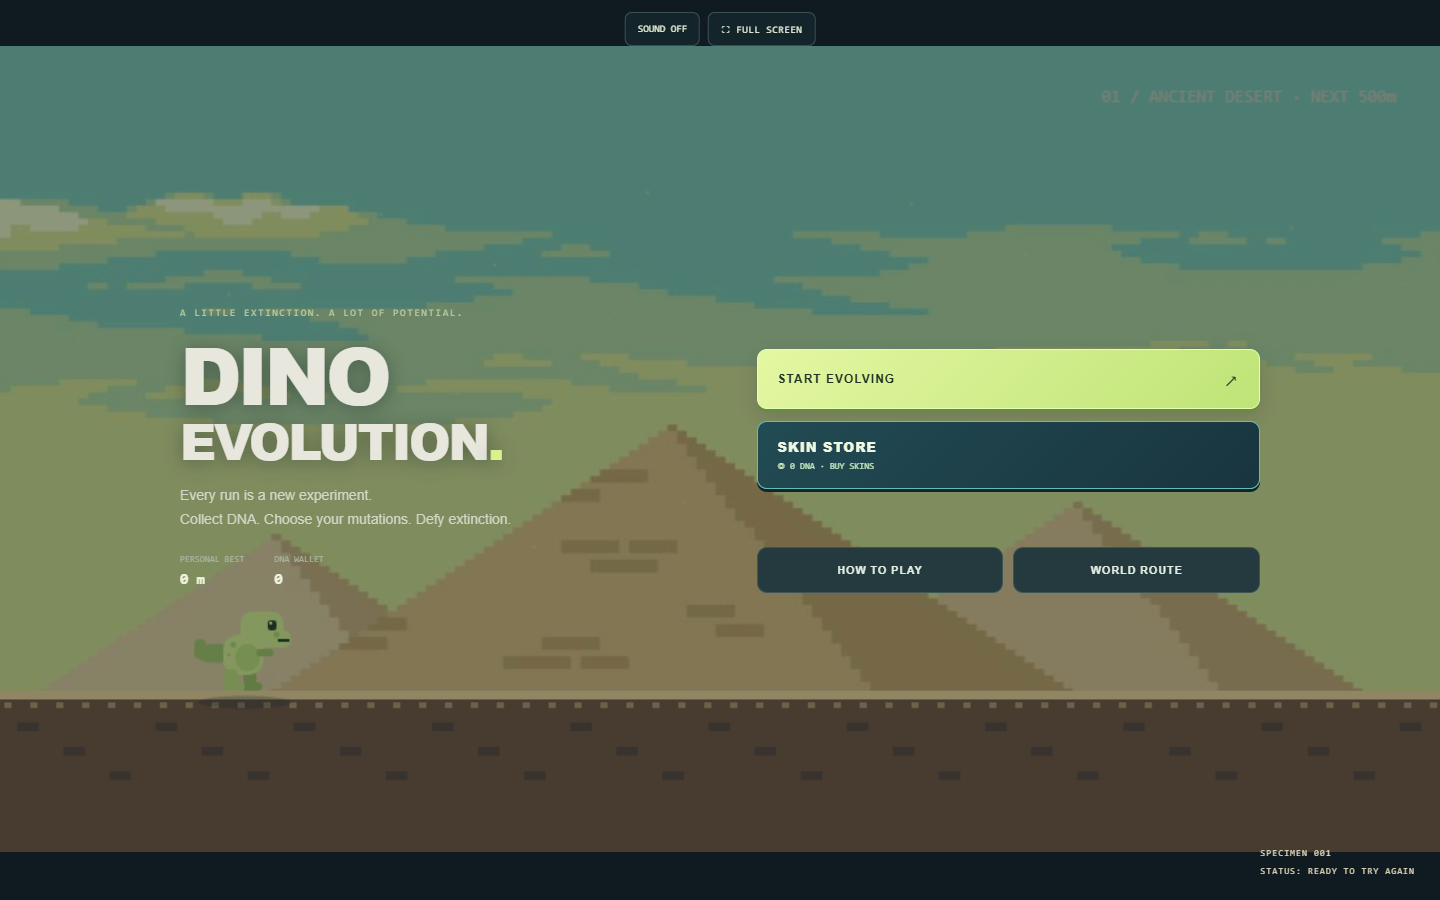 SOUND OFF
FULL SCREEN
01 / ANCIENT DESERT · NEXT 500m
A LITTLE EXTINCTION. A LOT OF POTENTIAL.
DINO
EVOLUTION.
Every run is a new experiment.
Collect DNA. Choose your mutations. Defy extinction.
PERSONAL BEST
0 m
DNA WALLET
0
START EVOLVING
SKIN STORE
0 DNA · BUY SKINS
HOW TO PLAY
WORLD ROUTE
SPECIMEN 001
STATUS: READY TO TRY AGAIN